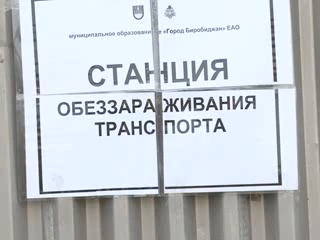 муниципальное образование «Город Биробиджан» ЕАО
СТАНЦИЯ
ОБЕЗЗАРАЖИВАНИЯ
ТРАНСПОРТА